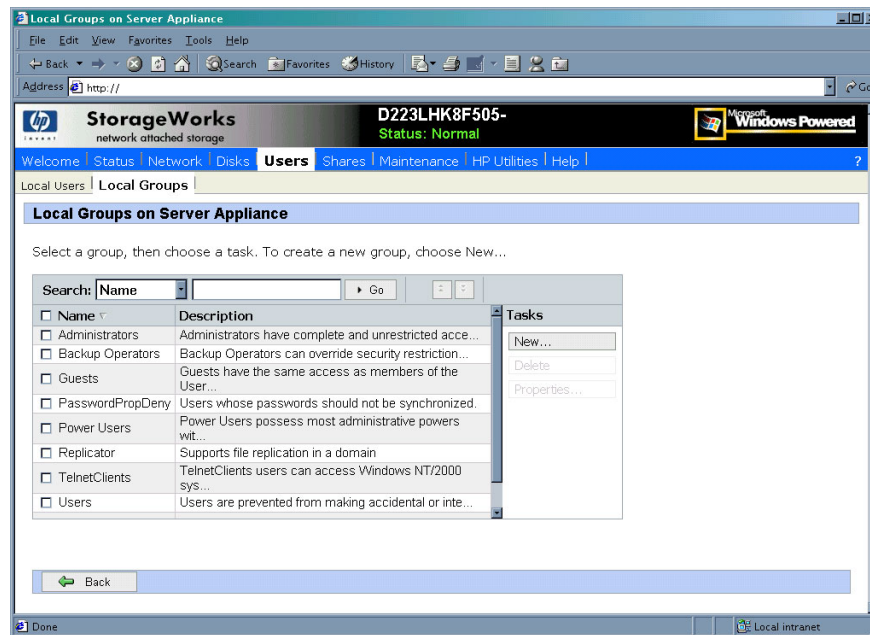 Local Groups on Server Appliance
File Edit View Favorites Tools Help
Back Search Favorites History
Address http:// Go
hp StorageWorks D223LHK8F505- Microsoft
invent network attached storage Status: Normal Windows Powered
Welcome Status Network Disks Users Shares Maintenance HP Utilities Help ?
Local Users Local Groups
Local Groups on Server Appliance
Select a group, then choose a task. To create a new group, choose New...
Search: Name Go
Name Description Tasks
Administrators Administrators have complete and unrestricted acce... New...
Backup Operators Backup Operators can override security restriction... Delete
Guests Guests have the same access as members of the
User... Properties...
PasswordPropDeny Users whose passwords should not be synchronized.
Power Users Power Users possess most administrative powers
wit...
Replicator Supports file replication in a domain
TelnetClients TelnetClients users can access Windows NT/2000
sys...
Users Users are prevented from making accidental or inte...
Back
Done Local intranet